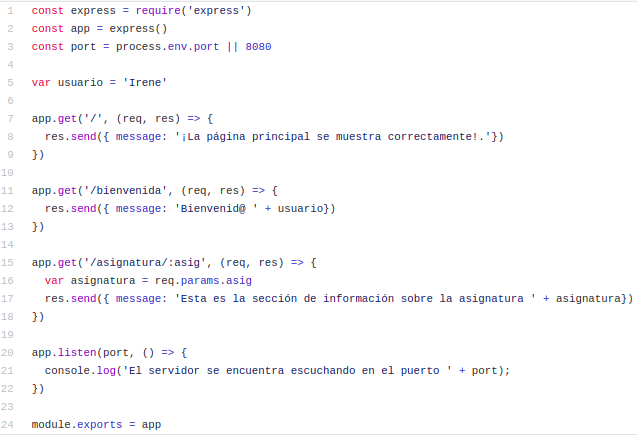 1 const express = require('express')
2 const app = express()
3 const port = process.env.port || 8080
4
5 var usuario = 'Irene'
6
7 app.get('/', (req, res) => {
8   res.send({ message: '¡La página principal se muestra correctamente!.'})
9 })
10
11 app.get('/bienvenida', (req, res) => {
12   res.send({ message: 'Bienvenid@ ' + usuario})
13 })
14
15 app.get('/asignatura/:asig', (req, res) => {
16   var asignatura = req.params.asig
17   res.send({ message: 'Esta es la sección de información sobre la asignatura ' + asignatura})
18 })
19
20 app.listen(port, () => {
21   console.log('El servidor se encuentra escuchando en el puerto ' + port);
22 })
23
24 module.exports = app